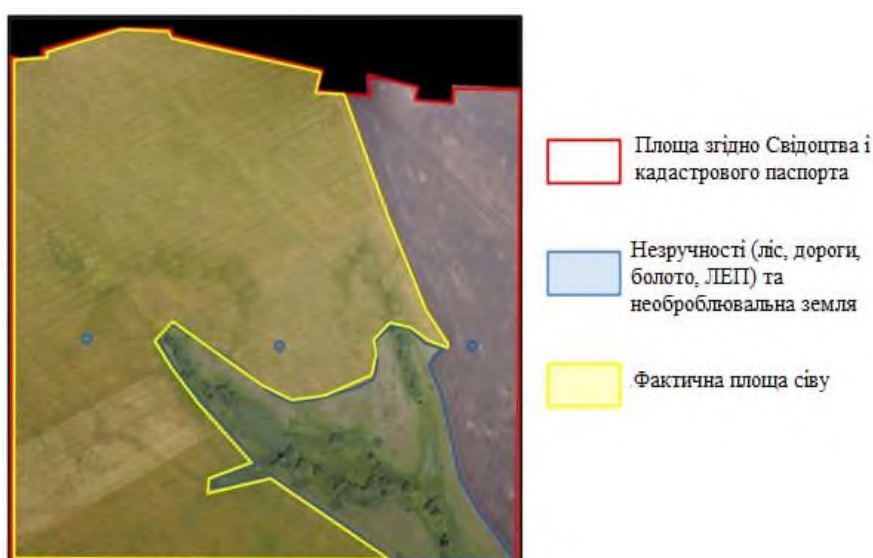 Площа згідно Свідоцтва і
кадастрового паспорта
Незручності (ліс, дороги,
болото, ЛЕП) та
необроблювальна земля
Фактична площа сіву